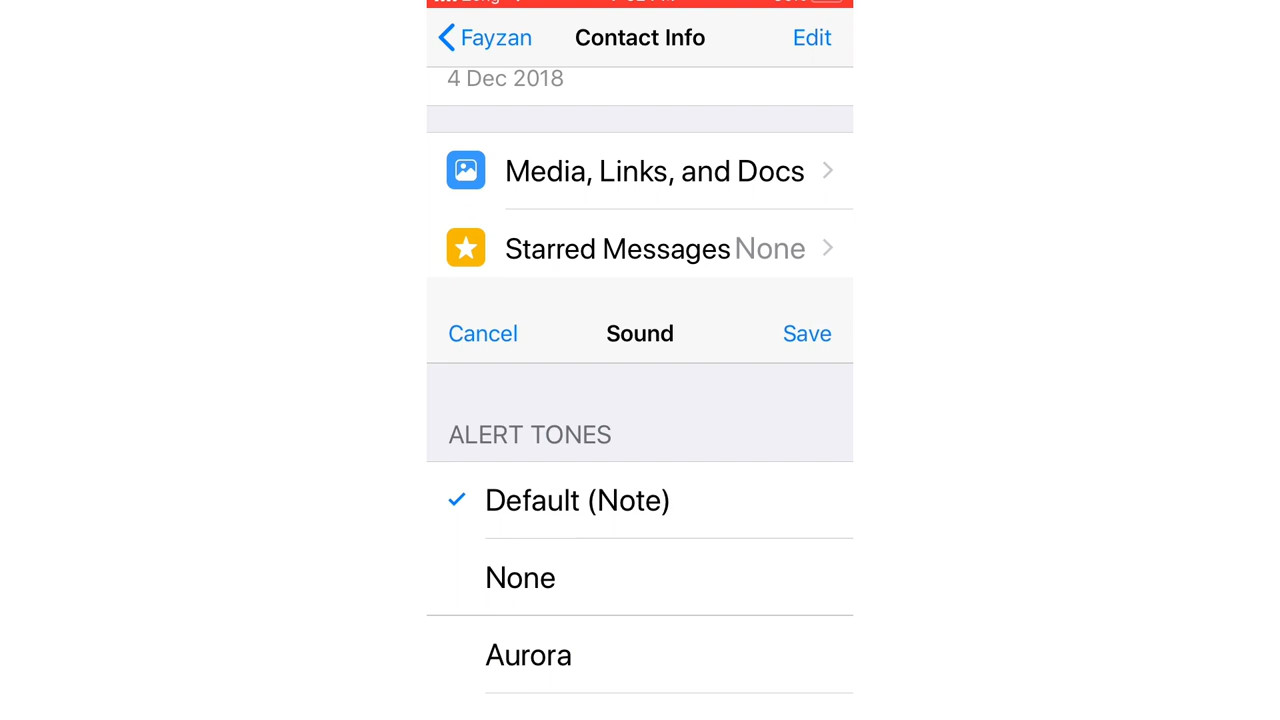 Fayzan Contact Info Edit
4 Dec 2018
Media, Links, and Docs
Starred Messages None
Cancel Sound Save
ALERT TONES
Default (Note)
None
Aurora